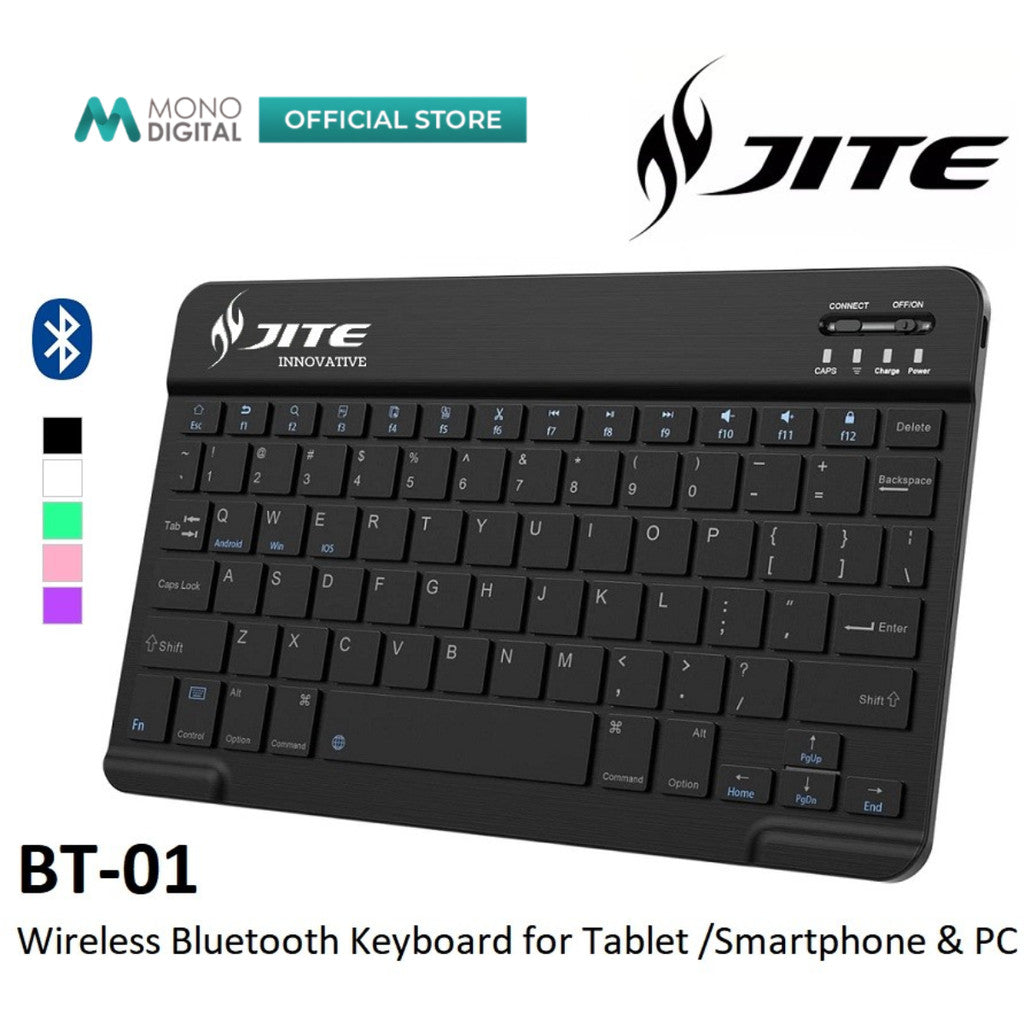 MONO
DIGITAL
OFFICIAL STORE
JITE
CONNECT OFF/ON
JITE
INNOVATIVE
CAPS Charge Power
Esc f1 f2 f3 f4 f5 f6 f7 f8 f9 f10 f11 f12 Delete
~ ! @ # $ % ^ & * ( ) — +
` 1 2 3 4 5 6 7 8 9 0 - = Backspace
Tab Q W E R T Y U I O P { } ¦
Android Win IOS [ ] \
Caps Lock A S D F G H J K L : " Enter
; ,
Shift Z X C V B N M < > ? Shift
, . /
Fn Control Alt Option ⌘ Command ⌘ Command Alt Option
↑ PgUp
← Home ↓ PgDn → End
BT-01
Wireless Bluetooth Keyboard for Tablet /Smartphone & PC